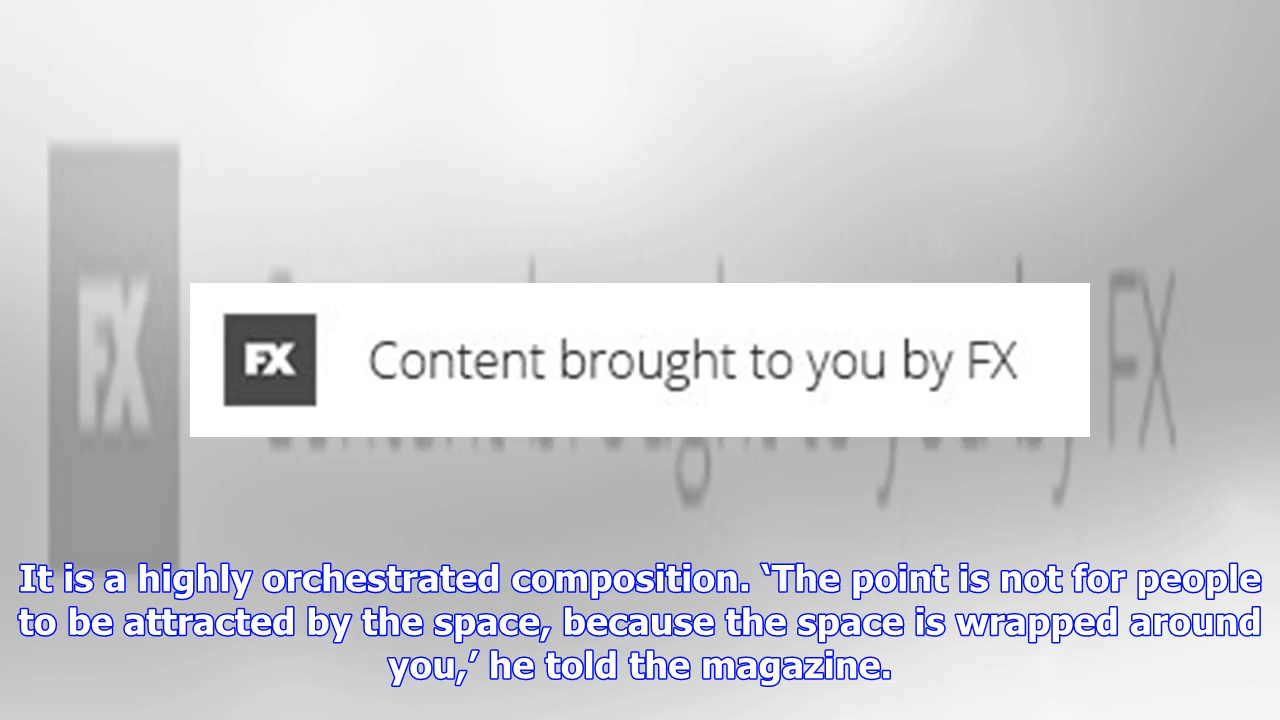 FX Content brought to you by FX
It is a highly orchestrated composition. ‘The point is not for people
to be attracted by the space, because the space is wrapped around
you,’ he told the magazine.